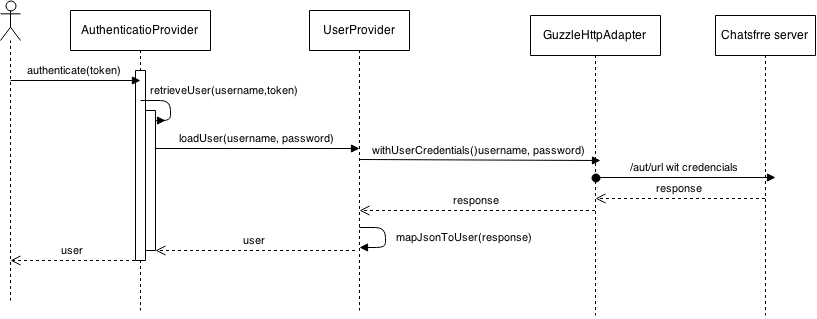 AuthenticatioProvider
UserProvider
GuzzleHttpAdapter
Chatsfrre server
authenticate(token)
retrieveUser(username,token)
loadUser(username, password)
withUserCredentials()username, password)
/aut/url wit credencials
response
response
mapJsonToUser(response)
user
user